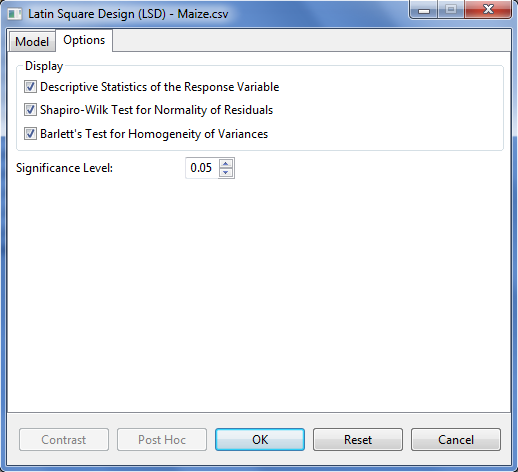 Latin Square Design (LSD) - Maize.csv
Model Options
Display
Descriptive Statistics of the Response Variable
Shapiro-Wilk Test for Normality of Residuals
Barlett's Test for Homogeneity of Variances
Significance Level: 0.05
Contrast Post Hoc OK Reset Cancel